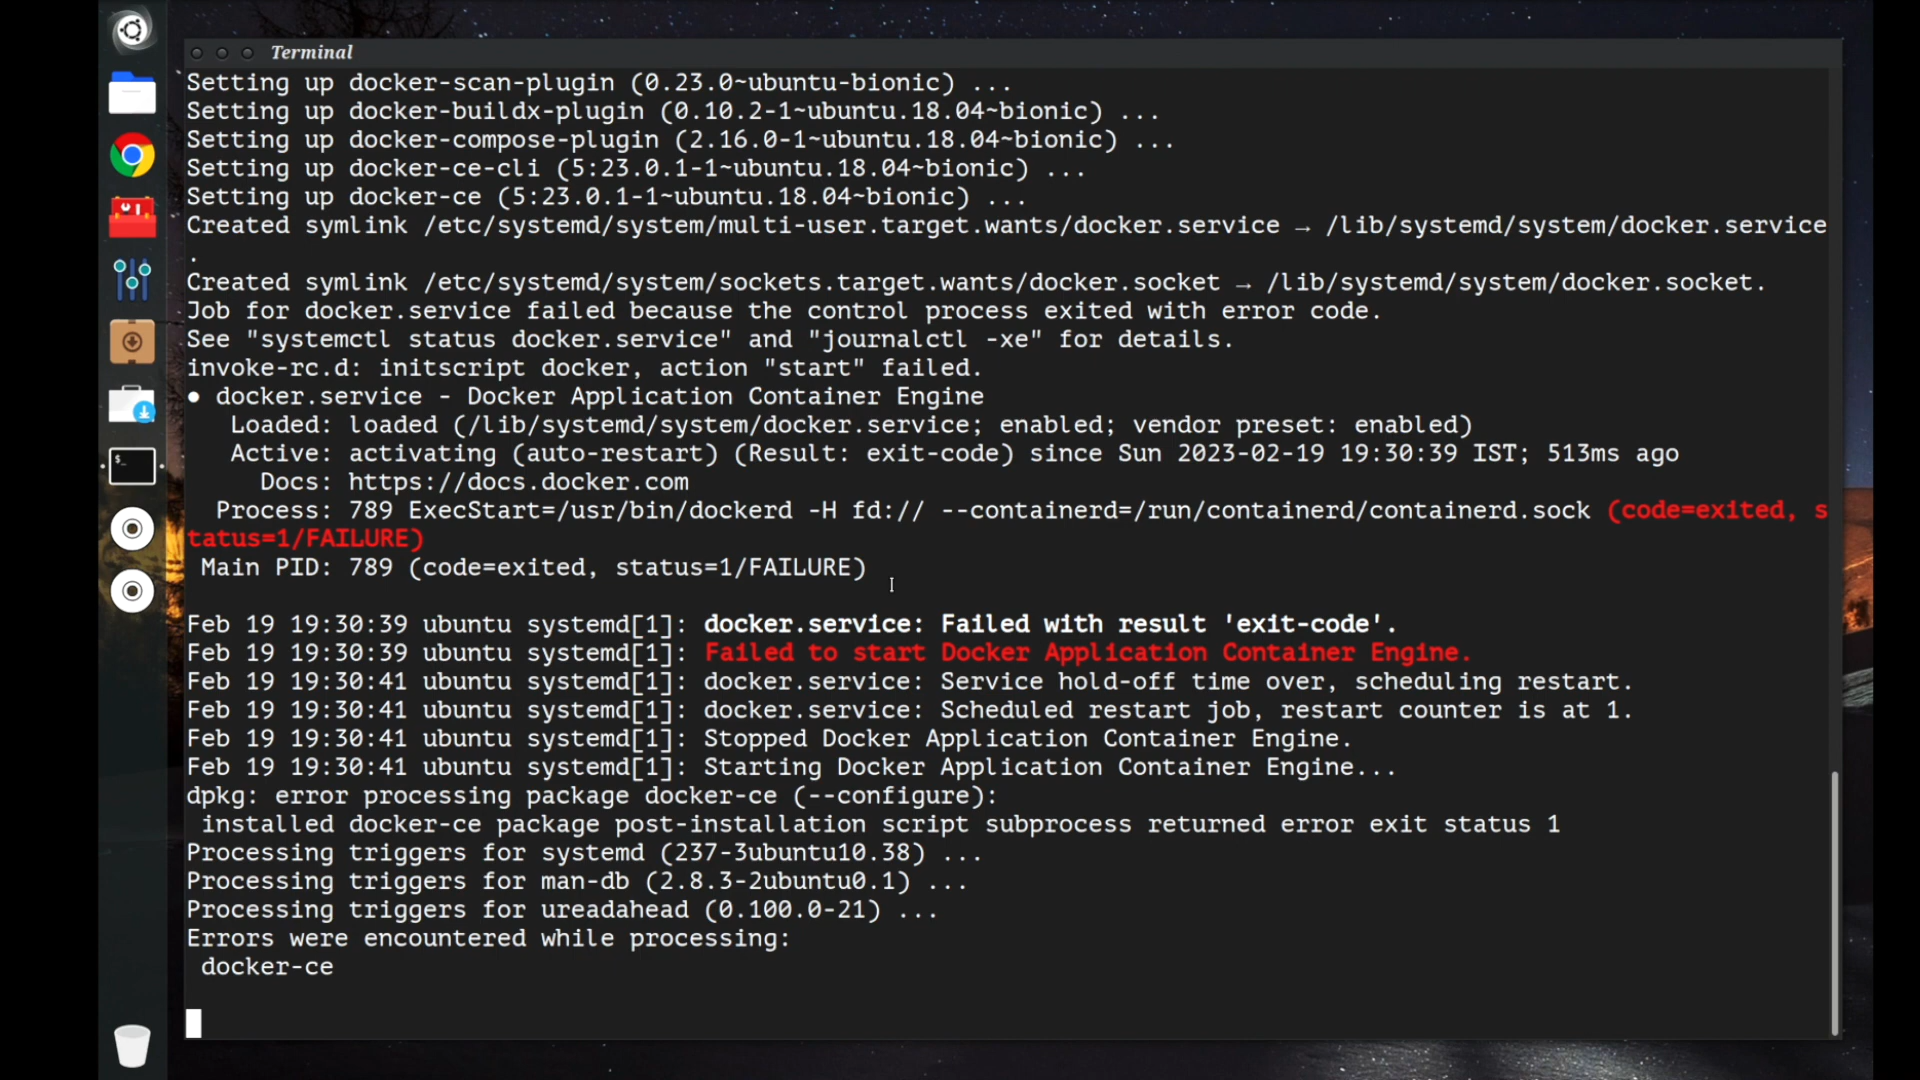 Terminal
Setting up docker-scan-plugin (0.23.0~ubuntu-bionic) ...
Setting up docker-buildx-plugin (0.10.2-1~ubuntu.18.04~bionic) ...
Setting up docker-compose-plugin (2.16.0-1~ubuntu.18.04~bionic) ...
Setting up docker-ce-cli (5:23.0.1-1~ubuntu.18.04~bionic) ...
Setting up docker-ce (5:23.0.1-1~ubuntu.18.04~bionic) ...
Created symlink /etc/systemd/system/multi-user.target.wants/docker.service → /lib/systemd/system/docker.service
.
Created symlink /etc/systemd/system/sockets.target.wants/docker.socket → /lib/systemd/system/docker.socket.
Job for docker.service failed because the control process exited with error code.
See "systemctl status docker.service" and "journalctl -xe" for details.
invoke-rc.d: initscript docker, action "start" failed.
● docker.service - Docker Application Container Engine
Loaded: loaded (/lib/systemd/system/docker.service; enabled; vendor preset: enabled)
Active: activating (auto-restart) (Result: exit-code) since Sun 2023-02-19 19:30:39 IST; 513ms ago
Docs: https://docs.docker.com
Process: 789 ExecStart=/usr/bin/dockerd -H fd:// --containerd=/run/containerd/containerd.sock (code=exited, s
tatus=1/FAILURE)
Main PID: 789 (code=exited, status=1/FAILURE)
Feb 19 19:30:39 ubuntu systemd[1]: docker.service: Failed with result 'exit-code'.
Feb 19 19:30:39 ubuntu systemd[1]: Failed to start Docker Application Container Engine.
Feb 19 19:30:41 ubuntu systemd[1]: docker.service: Service hold-off time over, scheduling restart.
Feb 19 19:30:41 ubuntu systemd[1]: docker.service: Scheduled restart job, restart counter is at 1.
Feb 19 19:30:41 ubuntu systemd[1]: Stopped Docker Application Container Engine.
Feb 19 19:30:41 ubuntu systemd[1]: Starting Docker Application Container Engine...
dpkg: error processing package docker-ce (--configure):
installed docker-ce package post-installation script subprocess returned error exit status 1
Processing triggers for systemd (237-3ubuntu10.38) ...
Processing triggers for man-db (2.8.3-2ubuntu0.1) ...
Processing triggers for ureadahead (0.100.0-21) ...
Errors were encountered while processing:
docker-ce